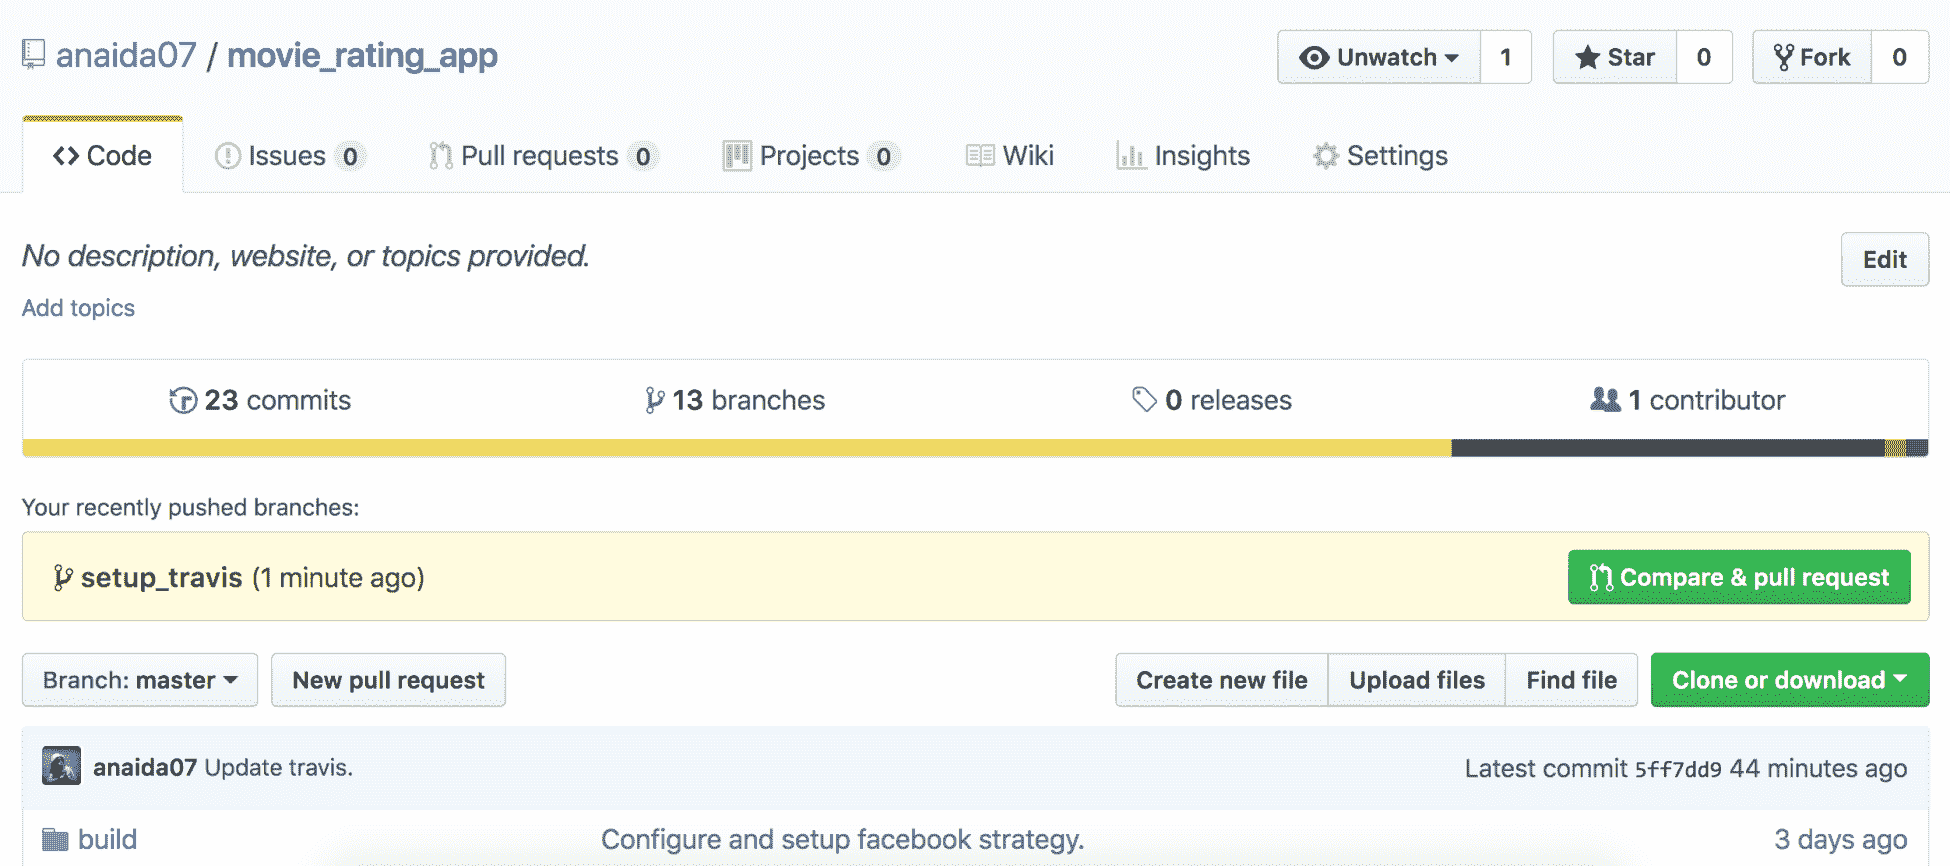 anaida07 / movie_rating_app Unwatch 1 Star 0 Fork 0
Code Issues 0 Pull requests 0 Projects 0 Wiki Insights Settings
No description, website, or topics provided. Edit
Add topics
23 commits 13 branches 0 releases 1 contributor
Your recently pushed branches:
setup_travis (1 minute ago) Compare & pull request
Branch: master New pull request Create new file Upload files Find file Clone or download
anaida07 Update travis. Latest commit 5ff7dd9 44 minutes ago
build Configure and setup facebook strategy. 3 days ago